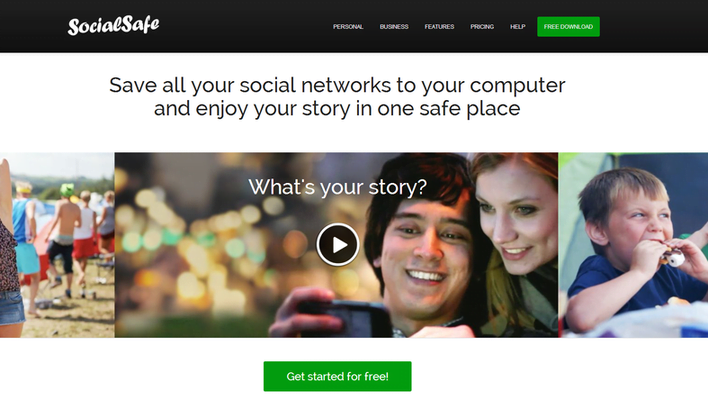 SocialSafe
PERSONAL BUSINESS FEATURES PRICING HELP FREE DOWNLOAD
Save all your social networks to your computer
and enjoy your story in one safe place
What's your story?
Get started for free!